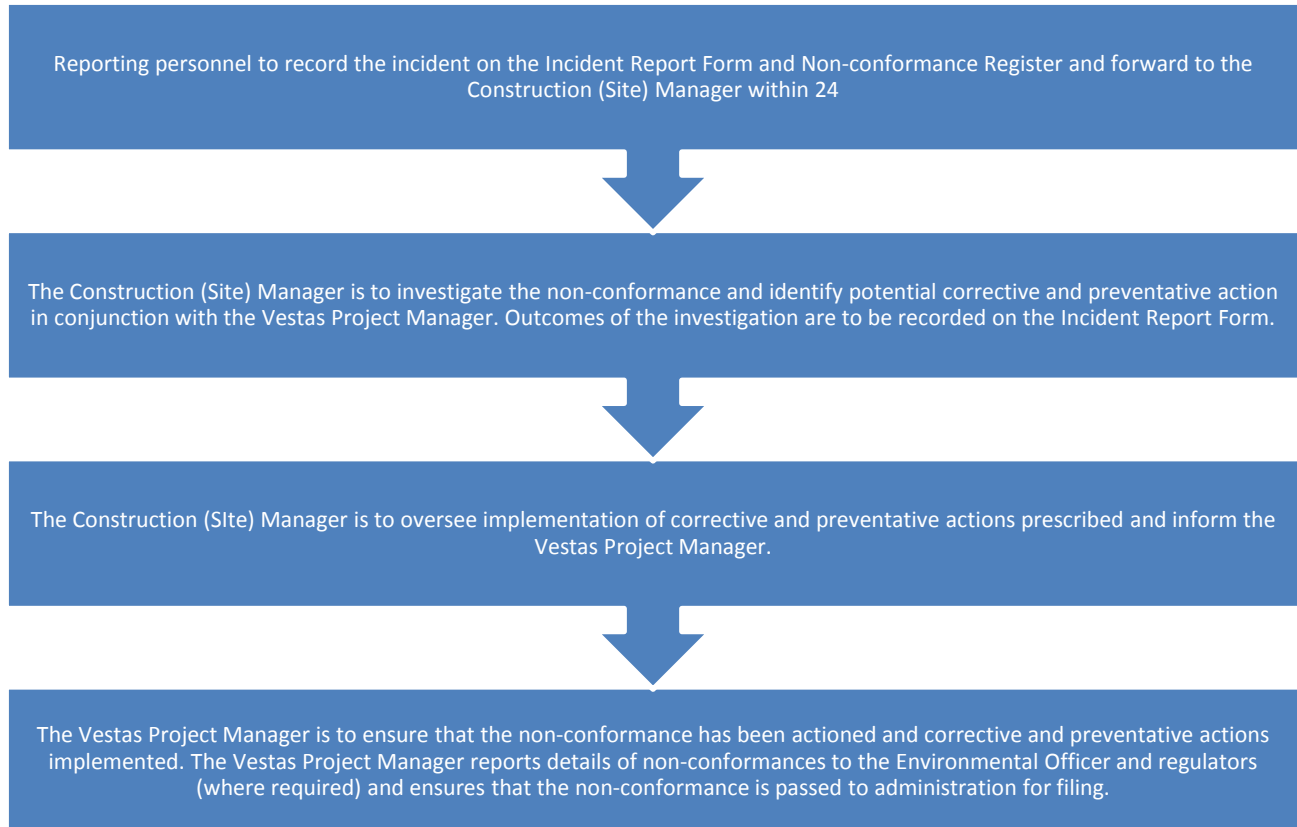 Reporting personnel to record the incident on the Incident Report Form and Non-conformance Register and forward to the
Construction (Site) Manager within 24
The Construction (Site) Manager is to investigate the non-conformance and identify potential corrective and preventative action
in conjunction with the Vestas Project Manager. Outcomes of the investigation are to be recorded on the Incident Report Form.
The Construction (SIte) Manager is to oversee implementation of corrective and preventative actions prescribed and inform the
Vestas Project Manager.
The Vestas Project Manager is to ensure that the non-conformance has been actioned and corrective and preventative actions
implemented. The Vestas Project Manager reports details of non-conformances to the Environmental Officer and regulators
(where required) and ensures that the non-conformance is passed to administration for filing.